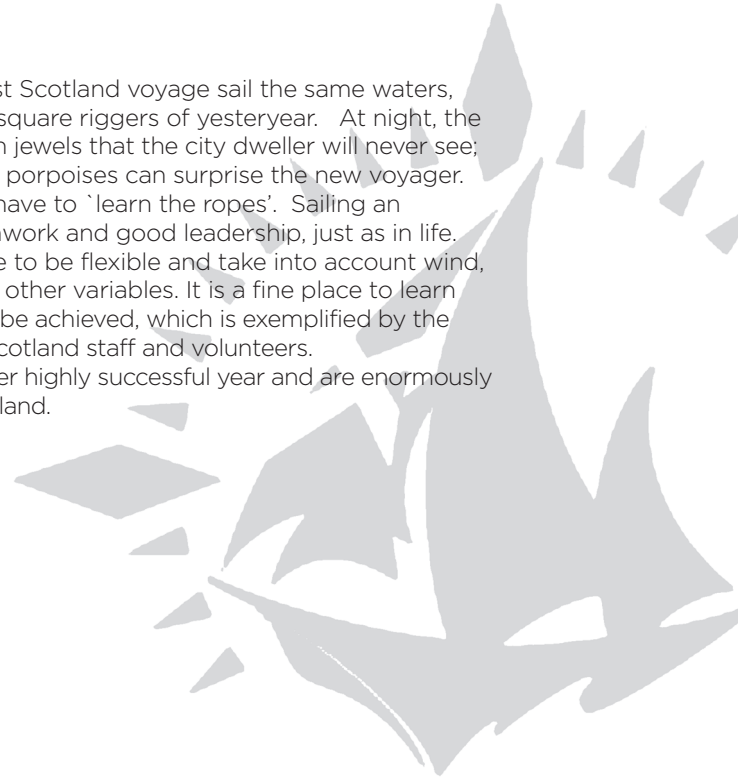 st Scotland voyage sail the same waters,
square riggers of yesteryear. At night, the
n jewels that the city dweller will never see;
porpoises can surprise the new voyager.
have to `learn the ropes’. Sailing an
work and good leadership, just as in life.
e to be flexible and take into account wind,
other variables. It is a fine place to learn
be achieved, which is exemplified by the
cotland staff and volunteers.
er highly successful year and are enormously
land.